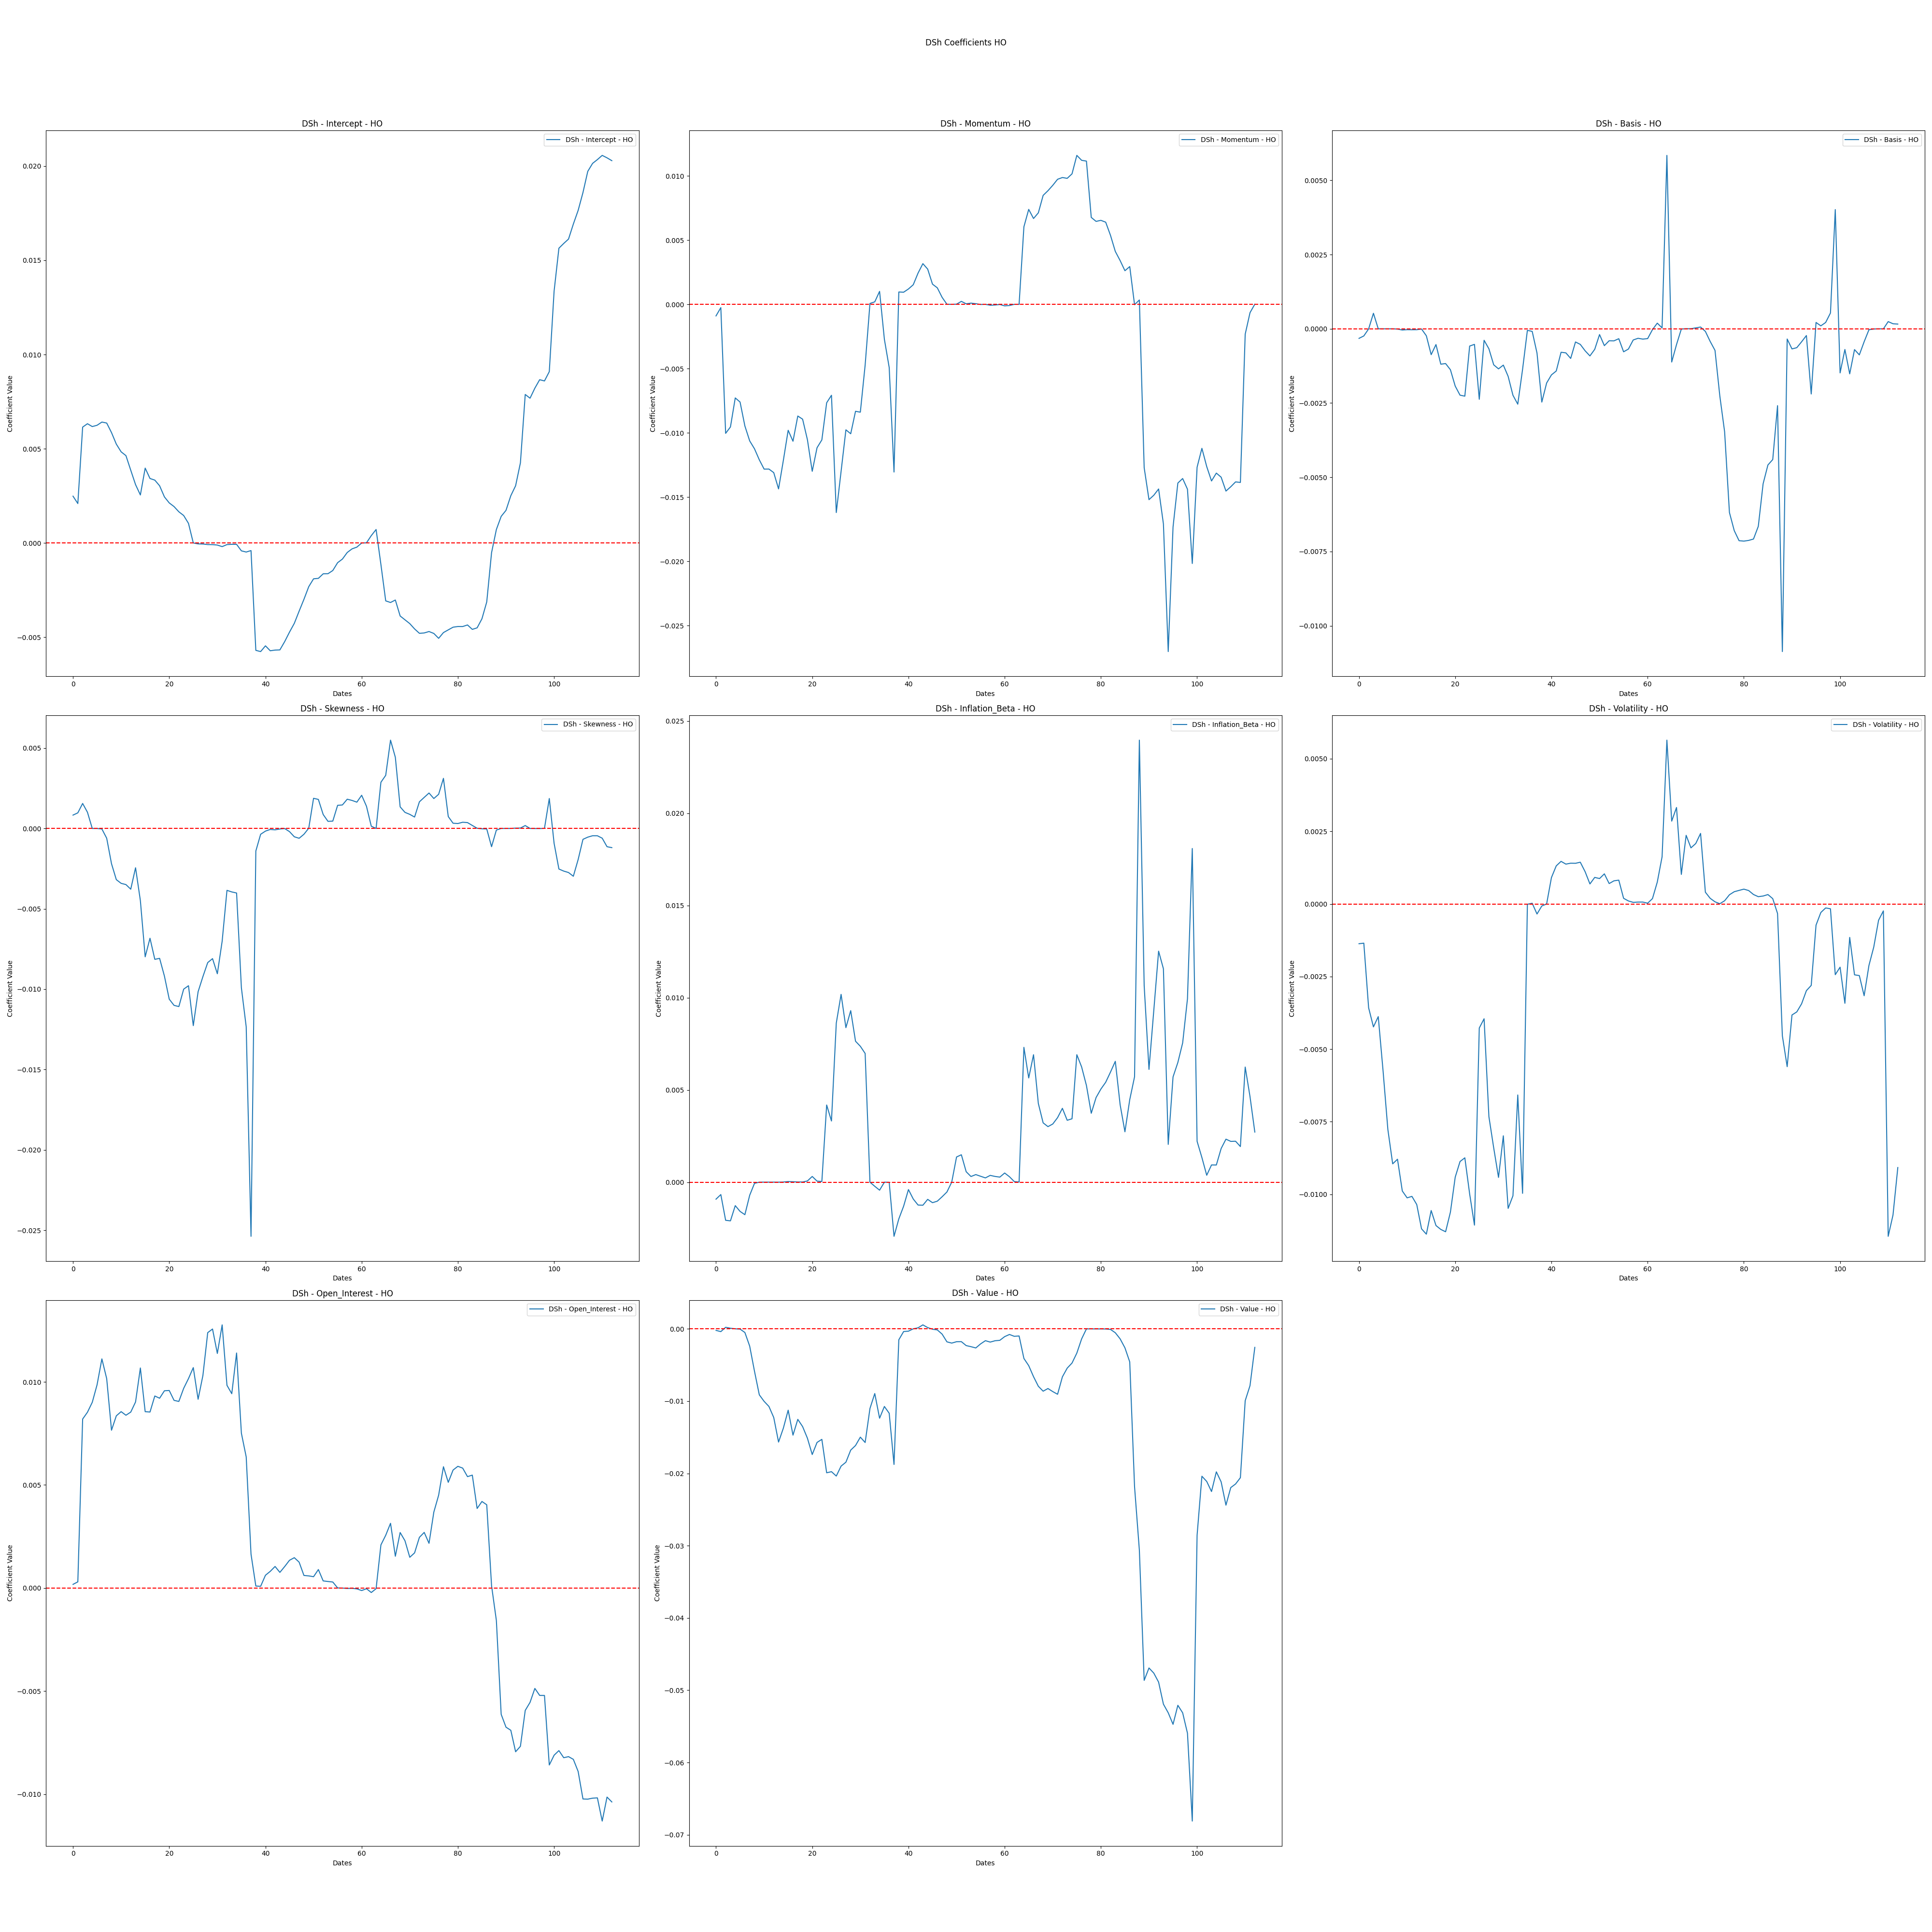 DSh Coefficients HO
DSh - Intercept - HO
DSh - Intercept - HO
Coefficient Value
0.020
0.015
0.010
0.005
0.000
−0.005
0 20 40 60 80 100
Dates
DSh - Momentum - HO
DSh - Momentum - HO
Coefficient Value
0.010
0.005
0.000
−0.005
−0.010
−0.015
−0.020
−0.025
0 20 40 60 80 100
Dates
DSh - Basis - HO
DSh - Basis - HO
Coefficient Value
0.0050
0.0025
0.0000
−0.0025
−0.0050
−0.0075
−0.0100
0 20 40 60 80 100
Dates
DSh - Skewness - HO
DSh - Skewness - HO
Coefficient Value
0.005
0.000
−0.005
−0.010
−0.015
−0.020
−0.025
0 20 40 60 80 100
Dates
DSh - Inflation_Beta - HO
DSh - Inflation_Beta - HO
Coefficient Value
0.025
0.020
0.015
0.010
0.005
0.000
0 20 40 60 80 100
Dates
DSh - Volatility - HO
DSh - Volatility - HO
Coefficient Value
0.0050
0.0025
0.0000
−0.0025
−0.0050
−0.0075
−0.0100
0 20 40 60 80 100
Dates
DSh - Open_Interest - HO
DSh - Open_Interest - HO
Coefficient Value
0.010
0.005
0.000
−0.005
−0.010
0 20 40 60 80 100
Dates
DSh - Value - HO
DSh - Value - HO
Coefficient Value
0.00
−0.01
−0.02
−0.03
−0.04
−0.05
−0.06
−0.07
0 20 40 60 80 100
Dates